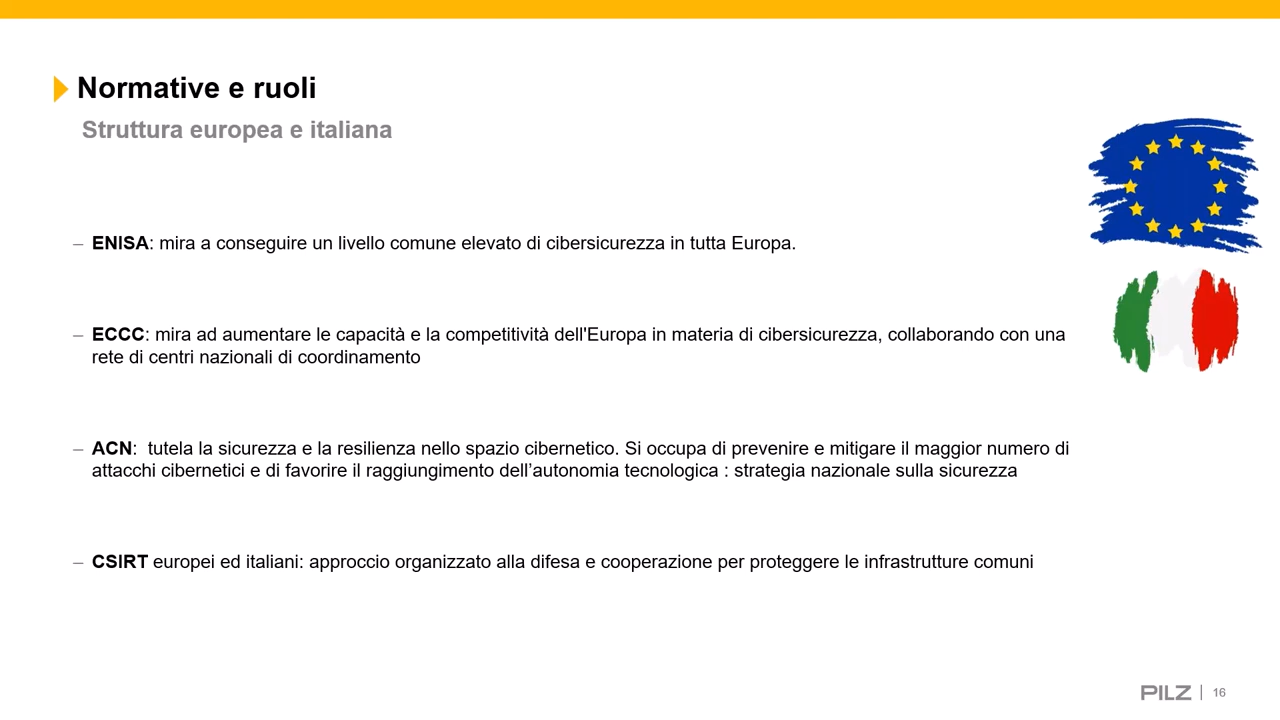 Normative e ruoli
Struttura europea e italiana
– ENISA: mira a conseguire un livello comune elevato di cibersicurezza in tutta Europa.
– ECCC: mira ad aumentare le capacità e la competitività dell'Europa in materia di cibersicurezza, collaborando con una
rete di centri nazionali di coordinamento
– ACN:  tutela la sicurezza e la resilienza nello spazio cibernetico. Si occupa di prevenire e mitigare il maggior numero di
attacchi cibernetici e di favorire il raggiungimento dell’autonomia tecnologica : strategia nazionale sulla sicurezza
– CSIRT europei ed italiani: approccio organizzato alla difesa e cooperazione per proteggere le infrastrutture comuni
PILZ | 16